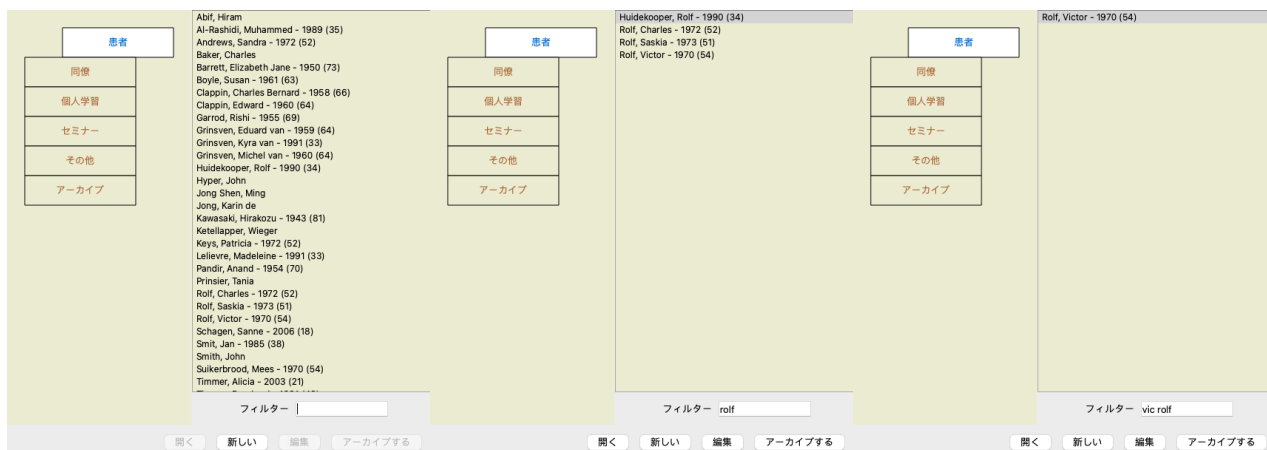 患者
同僚
個人学習
セミナー
その他
アーカイブ
Abif, Hiram
Al-Rashidi, Muhammed - 1989 (35)
Andrews, Sandra - 1972 (52)
Baker, Charles
Barrett, Elizabeth Jane - 1950 (73)
Boyle, Susan - 1961 (63)
Clappin, Charles Bernard - 1958 (66)
Clappin, Edward - 1960 (64)
Garrod, Rishi - 1955 (69)
Grinsven, Eduard van - 1959 (64)
Grinsven, Kyra van - 1991 (33)
Grinsven, Michel van - 1960 (64)
Huidekooper, Rolf - 1990 (34)
Hyper, John
Jong Shen, Ming
Jong, Karin de
Kawasaki, Hirakozu - 1943 (81)
Ketellapper, Wieger
Keys, Patricia - 1972 (52)
Lelievre, Madeleine - 1991 (33)
Pandir, Anand - 1954 (70)
Prinsier, Tania
Rolf, Charles - 1972 (52)
Rolf, Saskia - 1973 (51)
Rolf, Victor - 1970 (54)
Schagen, Sanne - 2006 (18)
Smit, Jan - 1985 (38)
Smith, John
Suikerbrood, Mees - 1970 (54)
Timmer, Alicia - 2003 (21)
フィルター
開く 新しい 編集 アーカイブする
患者
同僚
個人学習
セミナー
その他
アーカイブ
Huidekooper, Rolf - 1990 (34)
Rolf, Charles - 1972 (52)
Rolf, Saskia - 1973 (51)
Rolf, Victor - 1970 (54)
フィルター rolf
開く 新しい 編集 アーカイブする
患者
同僚
個人学習
セミナー
その他
アーカイブ
Rolf, Victor - 1970 (54)
フィルター vic rolf
開く 新しい 編集 アーカイブする